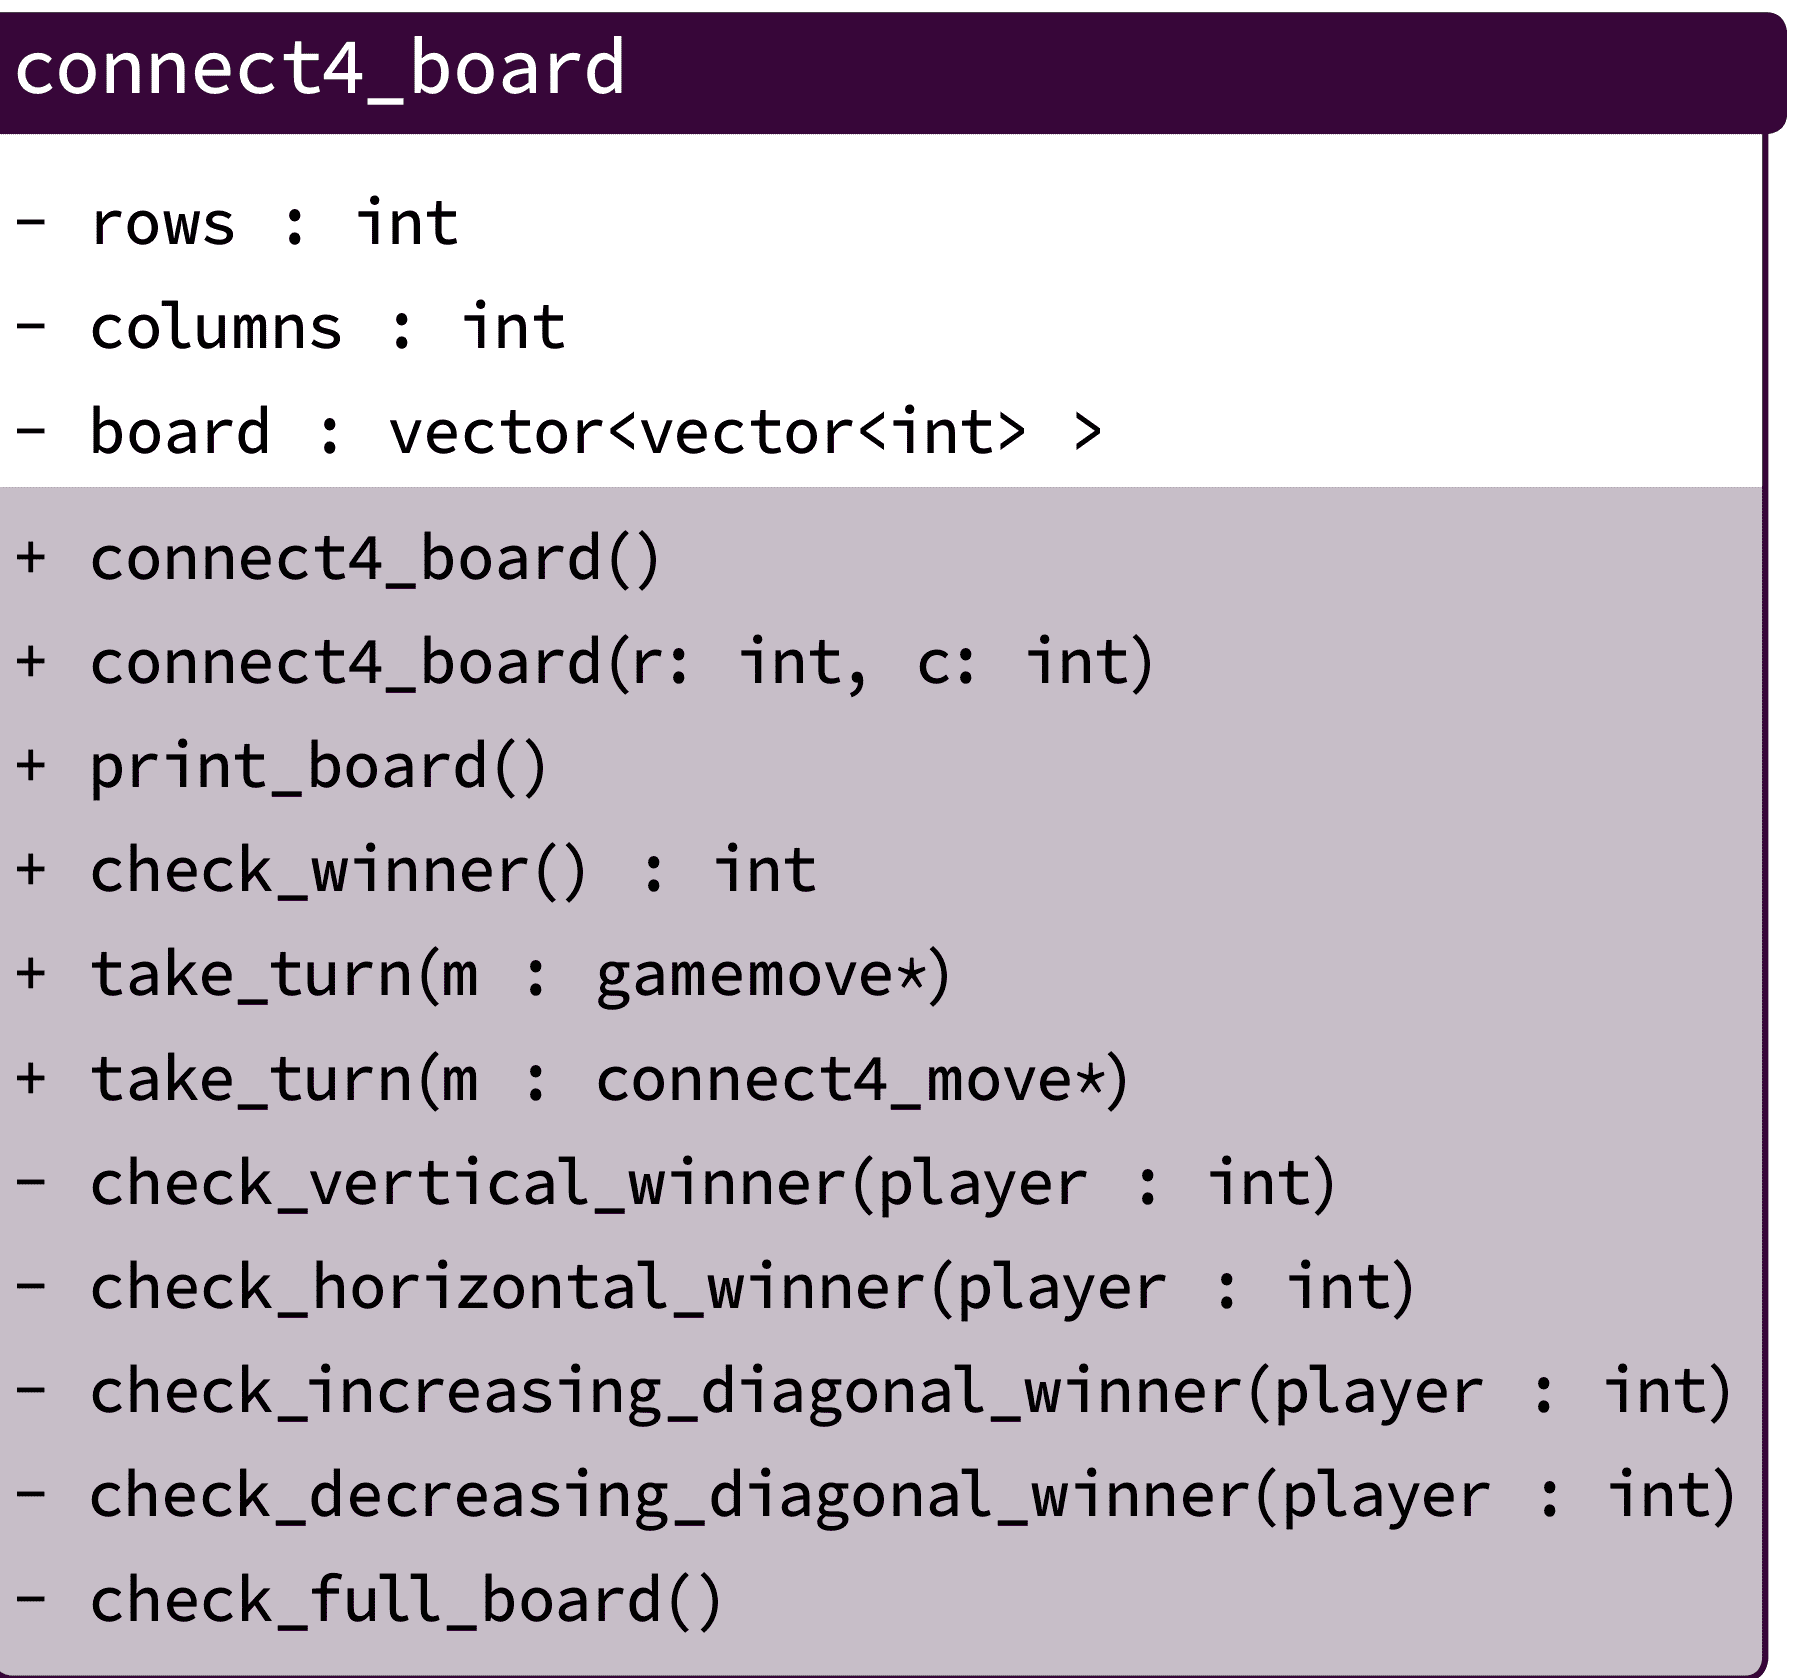 connect4_board
- rows : int
- columns : int
- board : vector<vector<int> >
+ connect4_board()
+ connect4_board(r: int, c: int)
+ print_board()
+ check_winner() : int
+ take_turn(m : gamemove*)
+ take_turn(m : connect4_move*)
- check_vertical_winner(player : int)
- check_horizontal_winner(player : int)
- check_increasing_diagonal_winner(player : int)
- check_decreasing_diagonal_winner(player : int)
- check_full_board()